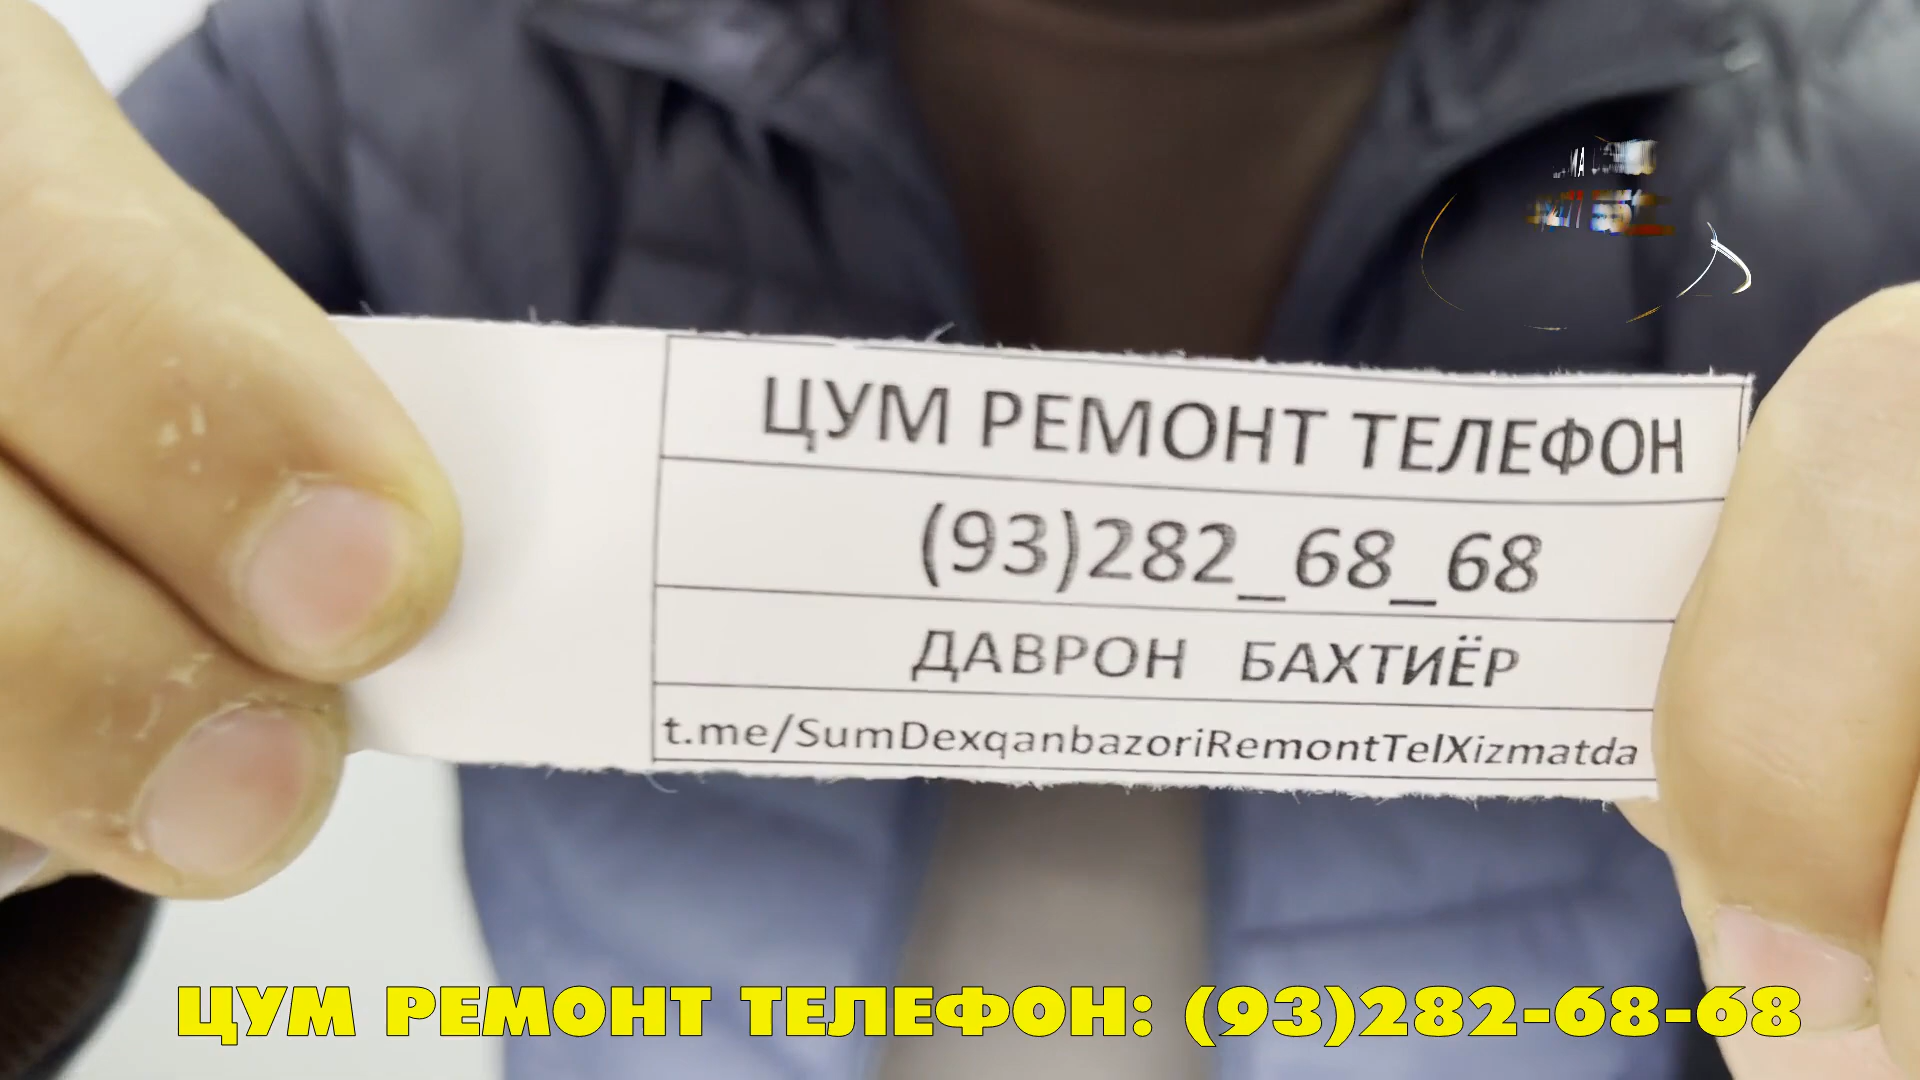 ЦУМ РЕМОНТ ТЕЛЕФОН
(93)282_68_68
ДАВРОН БАХТИЁР
t.me/SumDexqanbazoriRemontTelXizmatda
ЦУМ РЕМОНТ ТЕЛЕФОН: (93)282-68-68